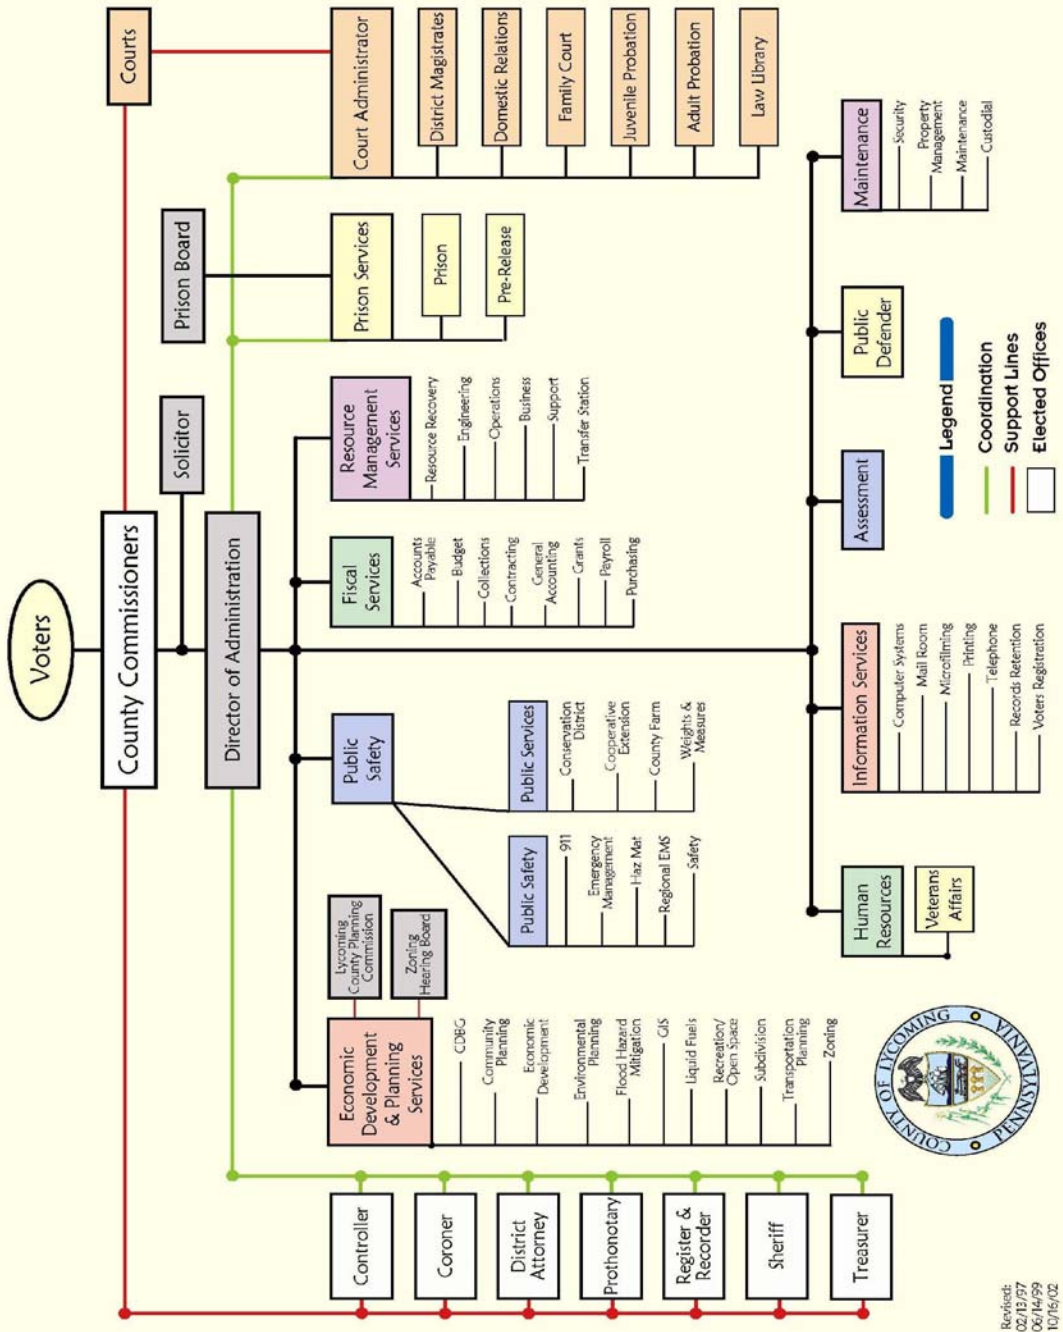 Voters
County Commissioners
Courts
Solicitor
Prison Board
Director of Administration
Controller
Coroner
District
Attorney
Prothonotary
Register &
Recorder
Sheriff
Treasurer
Economic
Development
& Planning
Services
Lycoming
County Planning
Commission
Zoning
Hearing Board
CDBG
Community
Planning
Economic
Development
Environmental
Planning
Flood Hazard
Mitigation
GIS
Liquid Fuels
Recreation/
Open Space
Subdivision
Transportation
Planning
Zoning
Public
Safety
Public Safety
911
Emergency
Management
Haz Mat
Regional EMS
Safety
Public Services
Conservation
District
Cooperative
Extension
County Farm
Weights &
Measures
Fiscal
Services
Accounts
Payable
Budget
Collections
Contracting
General
Accounting
Grants
Payroll
Purchasing
Resource
Management
Services
Resource Recovery
Engineering
Operations
Business
Support
Transfer Station
Prison Services
Prison
Pre-Release
Court Administrator
District Magistrates
Domestic Relations
Family Court
Juvenile Probation
Adult Probation
Law Library
Human
Resources
Veterans
Affairs
Information Services
Computer Systems
Mail Room
Microfilming
Printing
Telephone
Records Retention
Voters Registration
Assessment
Public
Defender
Maintenance
Security
Property
Management
Maintenance
Custodial
Legend
Coordination
Support Lines
Elected Offices
COUNTY OF LYCOMING
PENNSYLVANIA
Revised:
02/13/97
06/14/99
10/16/02